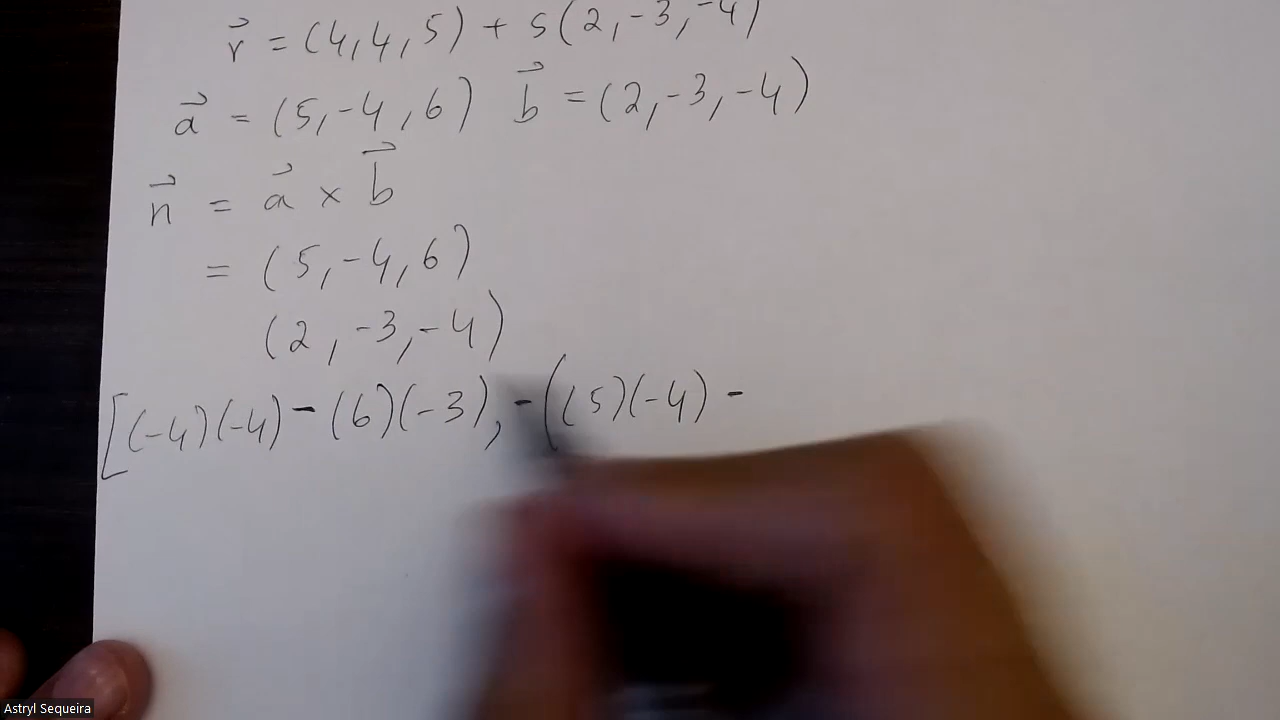 r⃗ = (4,4,5) + s(2,-3,-4)
a⃗ = (5,-4,6) b⃗ = (2,-3,-4)
n⃗ = a⃗ × b⃗
= (5,-4,6)
(2,-3,-4)
[(-4)(-4) - (6)(-3), -((5)(-4) -
Astryl Sequeira